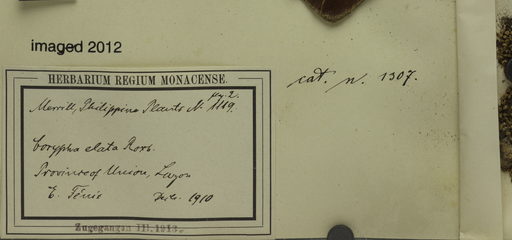 imaged 2012
HERBARIUM REGIUM MONACENSE.
cat. n. 1307.
Merrill, Philippine Plants N. 1119.
Corypha elata Roxb.
Province of Union, Luzon
E. Fénix Feb. 1910
Zugegangen III. 1913.